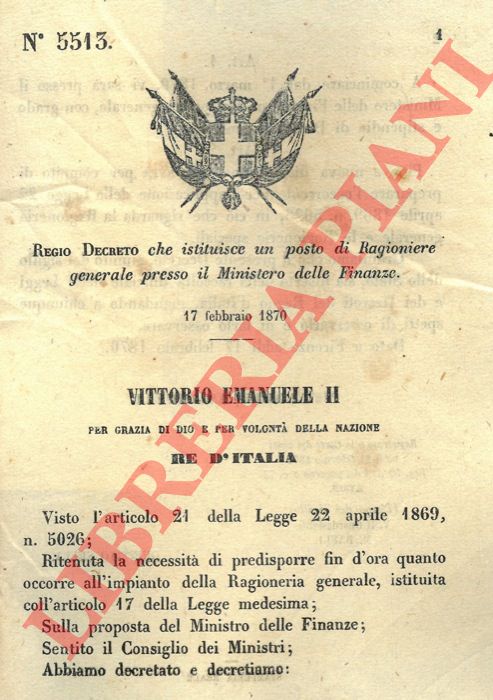 N° 5513.
1
REGIO DECRETO che istituisce un posto di Ragioniere
generale presso il Ministero delle Finanze.
17 febbraio 1870
VITTORIO EMANUELE II
PER GRAZIA DI DIO E PER VOLONTÀ DELLA NAZIONE
RE D'ITALIA
Visto l'articolo 21 della Legge 22 aprile 1869,
n. 5026;
Ritenuta la necessità di predisporre fin d'ora quanto
occorre all'impianto della Ragioneria generale, istituita
coll'articolo 17 della Legge medesima;
Sulla proposta del Ministro delle Finanze;
Sentito il Consiglio dei Ministri;
Abbiamo decretato e decretiamo:
LIBRERIA PIANI